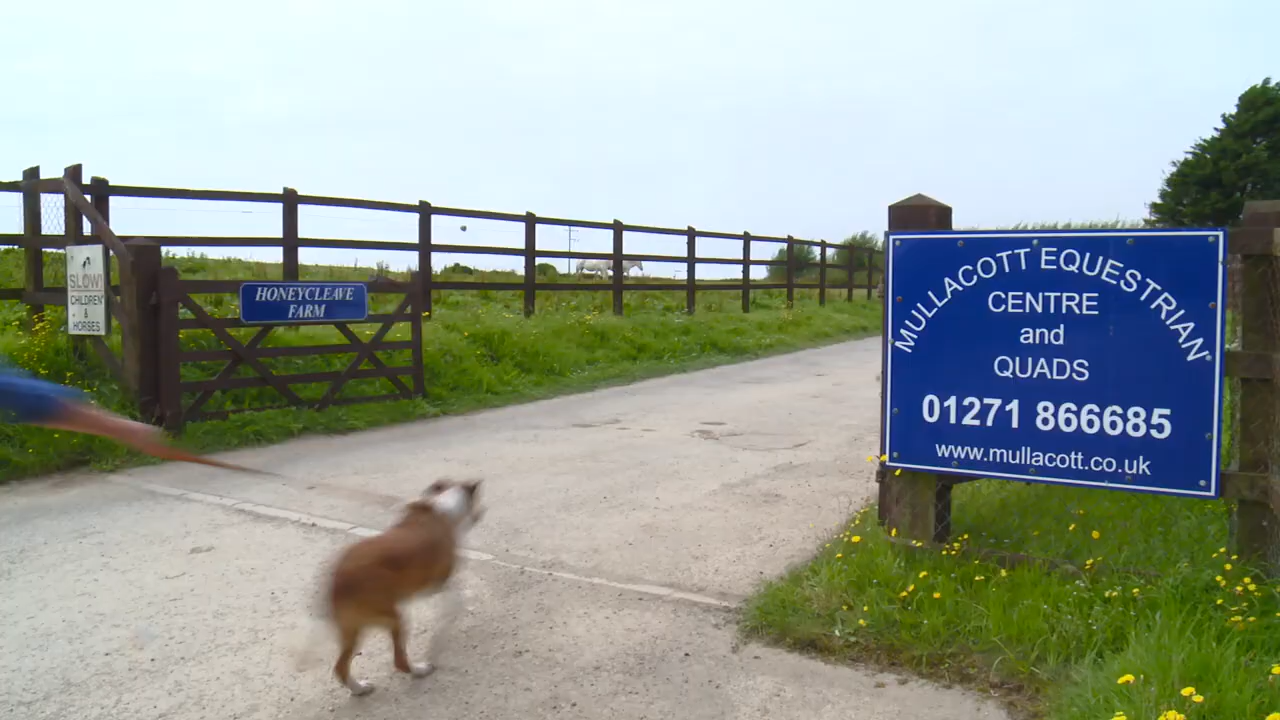 SLOW!
CHILDREN
&
HORSES
HONEYCLEAVE
FARM
MULLACOTT EQUESTRIAN
CENTRE
and
QUADS
01271 866685
www.mullacott.co.uk